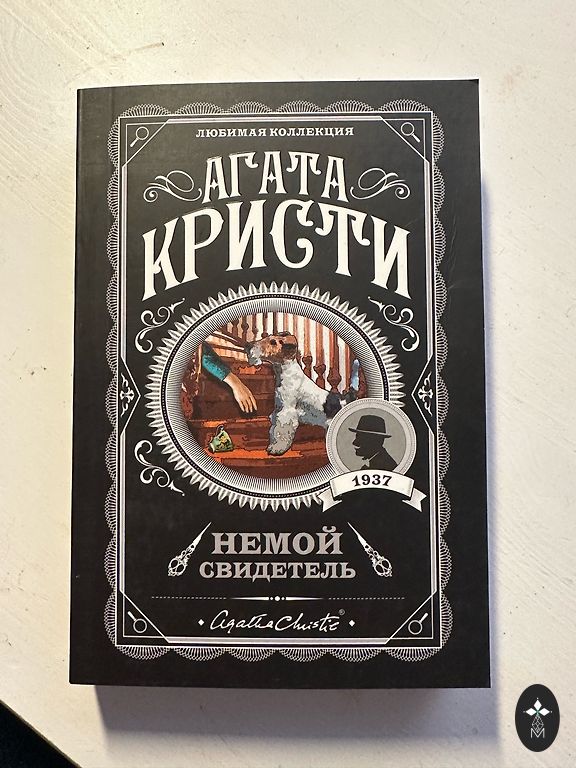 ЛЮБИМАЯ КОЛЛЕКЦИЯ
АГАТА
КРИСТИ
1937
НЕМОЙ
СВИДЕТЕЛЬ
Agatha Christie®
M